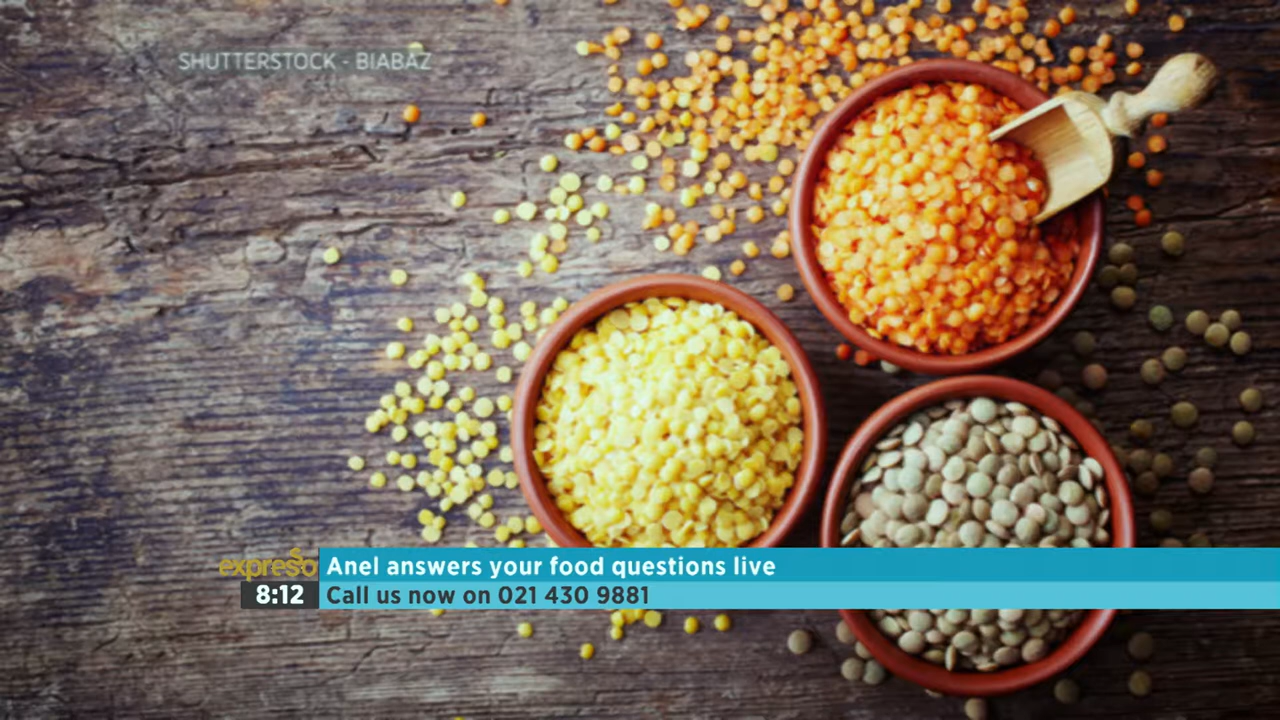 SHUTTERSTOCK - BIABAZ
expresso
Anel answers your food questions live
8:12
Call us now on 021 430 9881